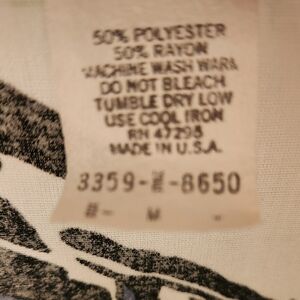 50% POLYESTER
50% RAYON
MACHINE WASH WARM
DO NOT BLEACH
TUMBLE DRY LOW
USE COOL IRON
RN 47298
MADE IN U.S.A.
3359- -8650
#- M -